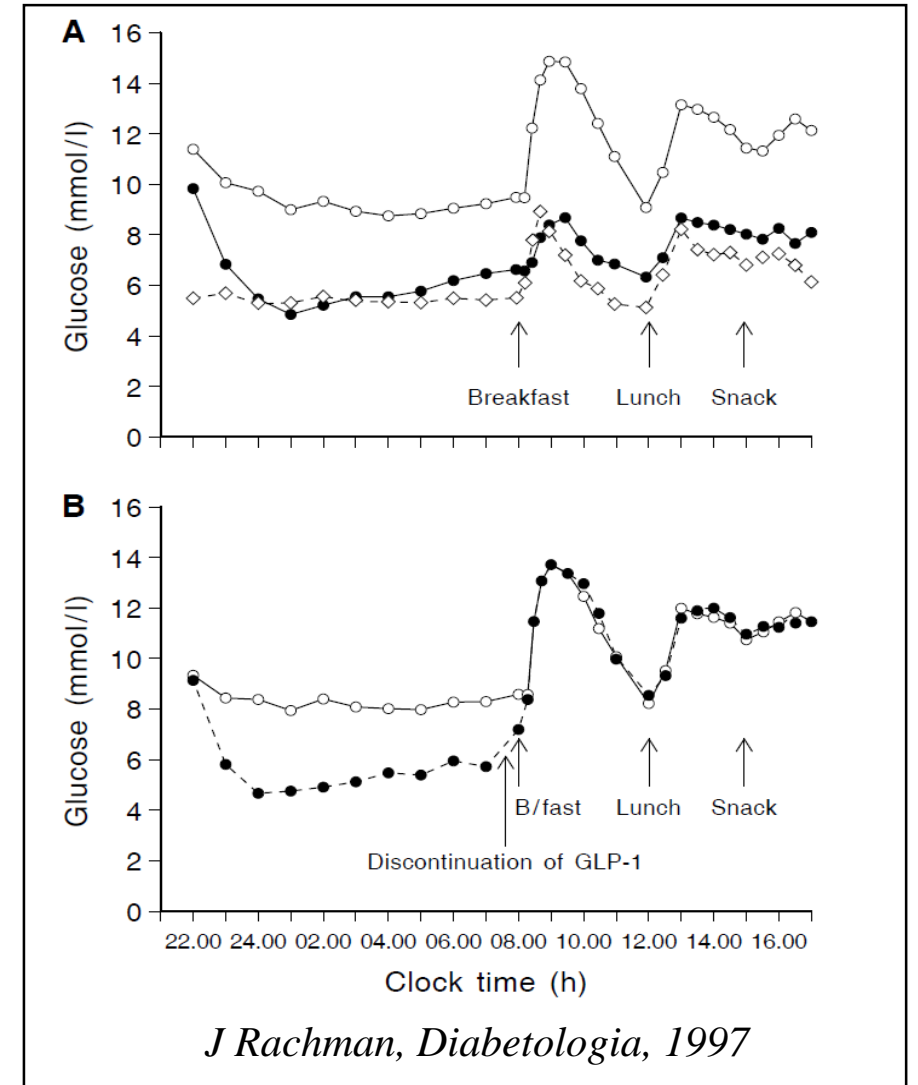 A
16
14
12
10
8
6
4
2
0
Glucose (mmol/l)
Breakfast Lunch Snack
B
16
14
12
10
8
6
4
2
0
Glucose (mmol/l)
B/fast Lunch Snack
Discontinuation of GLP-1
22.00 24.00 02.00 04.00 06.00 08.00 10.00 12.00 14.00 16.00
Clock time (h)
J Rachman, Diabetologia, 1997